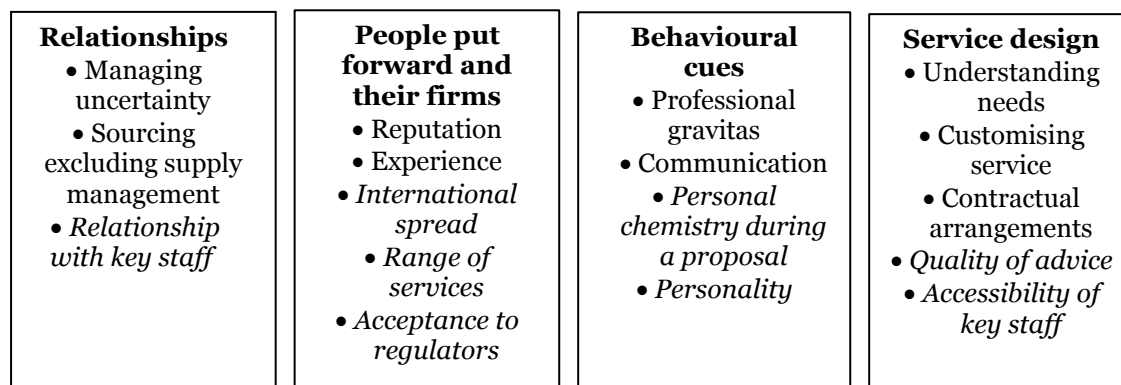 Relationships
• Managing
uncertainty
• Sourcing
excluding supply
management
• Relationship
with key staff
People put
forward and
their firms
• Reputation
• Experience
• International
spread
• Range of
services
• Acceptance to
regulators
Behavioural
cues
• Professional
gravitas
• Communication
• Personal
chemistry during
a proposal
• Personality
Service design
• Understanding
needs
• Customising
service
• Contractual
arrangements
• Quality of advice
• Accessibility of
key staff